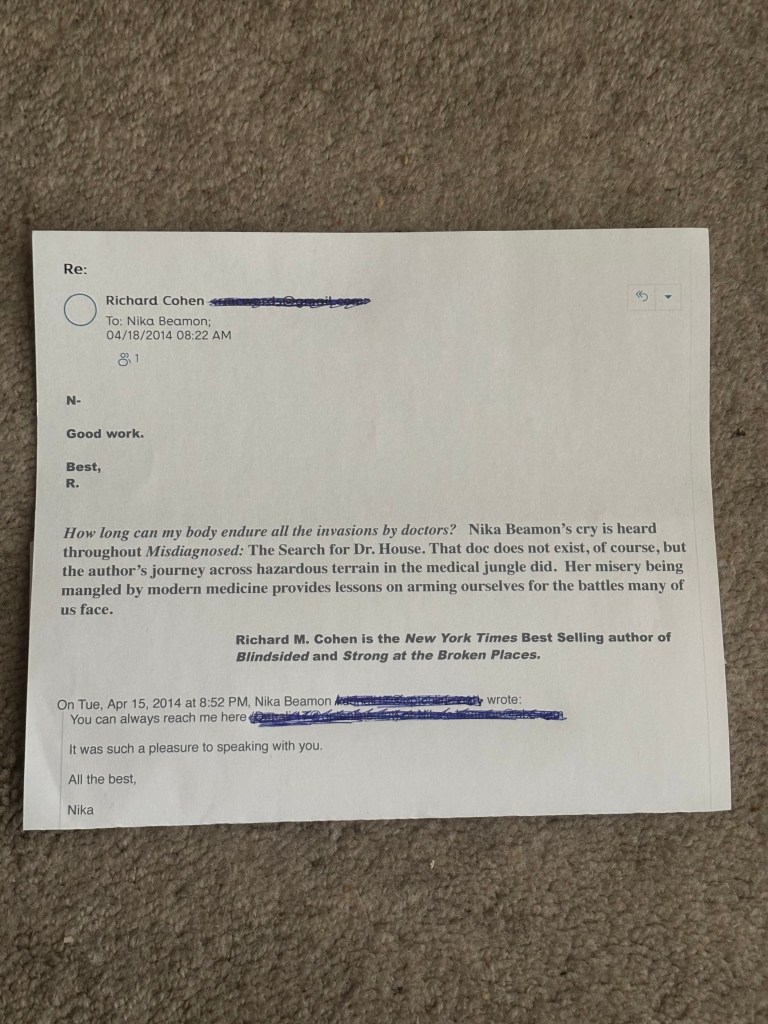 Re:
Richard Cohen
To: Nika Beamon;
04/18/2014 08:22 AM
1
N-
Good work.
Best,
R.
How long can my body endure all the invasions by doctors? Nika Beamon's cry is heard
throughout Misdiagnosed: The Search for Dr. House. That doc does not exist, of course, but
the author's journey across hazardous terrain in the medical jungle did. Her misery being
mangled by modern medicine provides lessons on arming ourselves for the battles many of
us face.
Richard M. Cohen is the New York Times Best Selling author of
Blindsided and Strong at the Broken Places.
On Tue, Apr 15, 2014 at 8:52 PM, Nika Beamon wrote:
You can always reach me here
It was such a pleasure to speaking with you.
All the best,
Nika